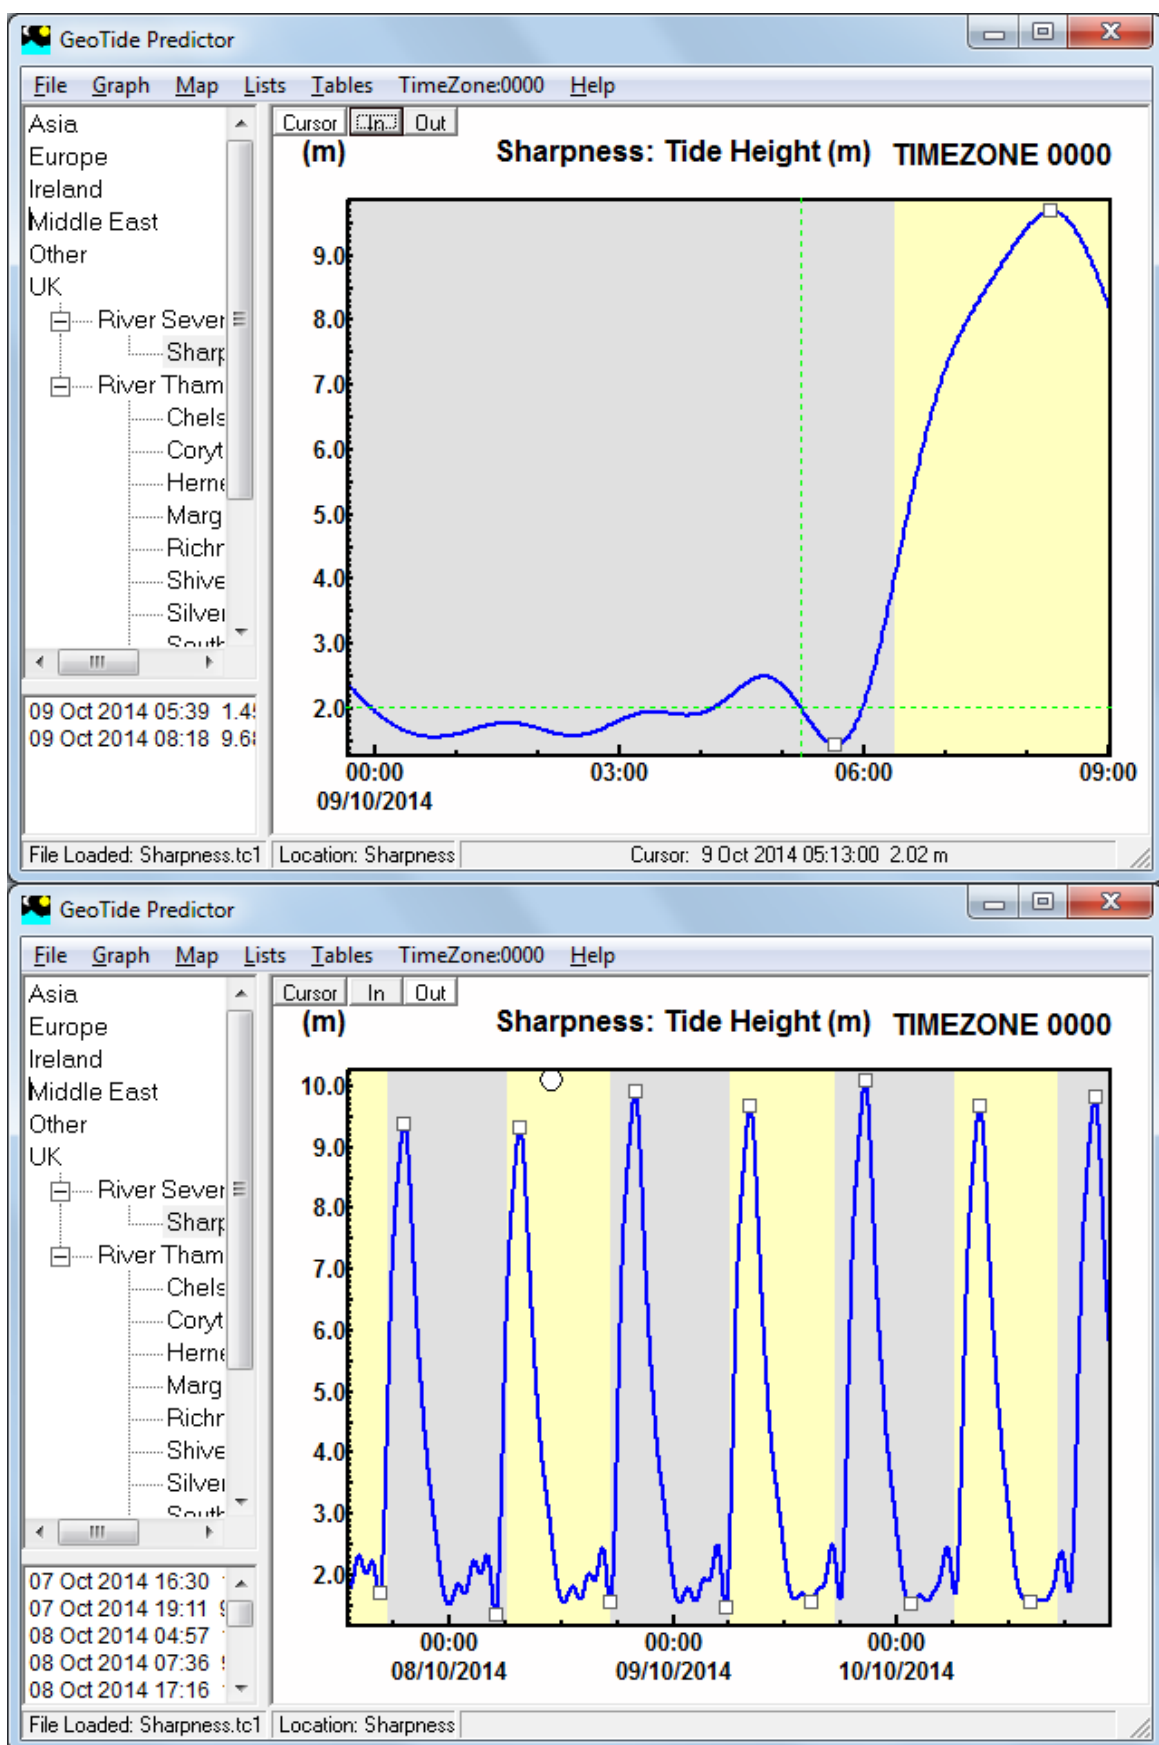 GeoTide Predictor
File Graph Map Lists Tables TimeZone:0000 Help
Asia
Europe
Ireland
Middle East
Other
UK
River Sever
Sharp
River Tham
Chels
Coryt
Herne
Marg
Richr
Shive
Silver
South
09 Oct 2014 05:39 1.45
09 Oct 2014 08:18 9.68
Cursor In Out
(m) Sharpness: Tide Height (m) TIMEZONE 0000
9.0
8.0
7.0
6.0
5.0
4.0
3.0
2.0
00:00 03:00 06:00 09:00
09/10/2014
File Loaded: Sharpness.tc1 Location: Sharpness Cursor: 9 Oct 2014 05:13:00 2.02 m
GeoTide Predictor
File Graph Map Lists Tables TimeZone:0000 Help
Asia
Europe
Ireland
Middle East
Other
UK
River Sever
Sharp
River Tham
Chels
Coryt
Herne
Marg
Richr
Shive
Silver
South
07 Oct 2014 16:30
07 Oct 2014 19:11
08 Oct 2014 04:57
08 Oct 2014 07:36
08 Oct 2014 17:16
Cursor In Out
(m) Sharpness: Tide Height (m) TIMEZONE 0000
10.0
9.0
8.0
7.0
6.0
5.0
4.0
3.0
2.0
00:00 00:00 00:00
08/10/2014 09/10/2014 10/10/2014
File Loaded: Sharpness.tc1 Location: Sharpness